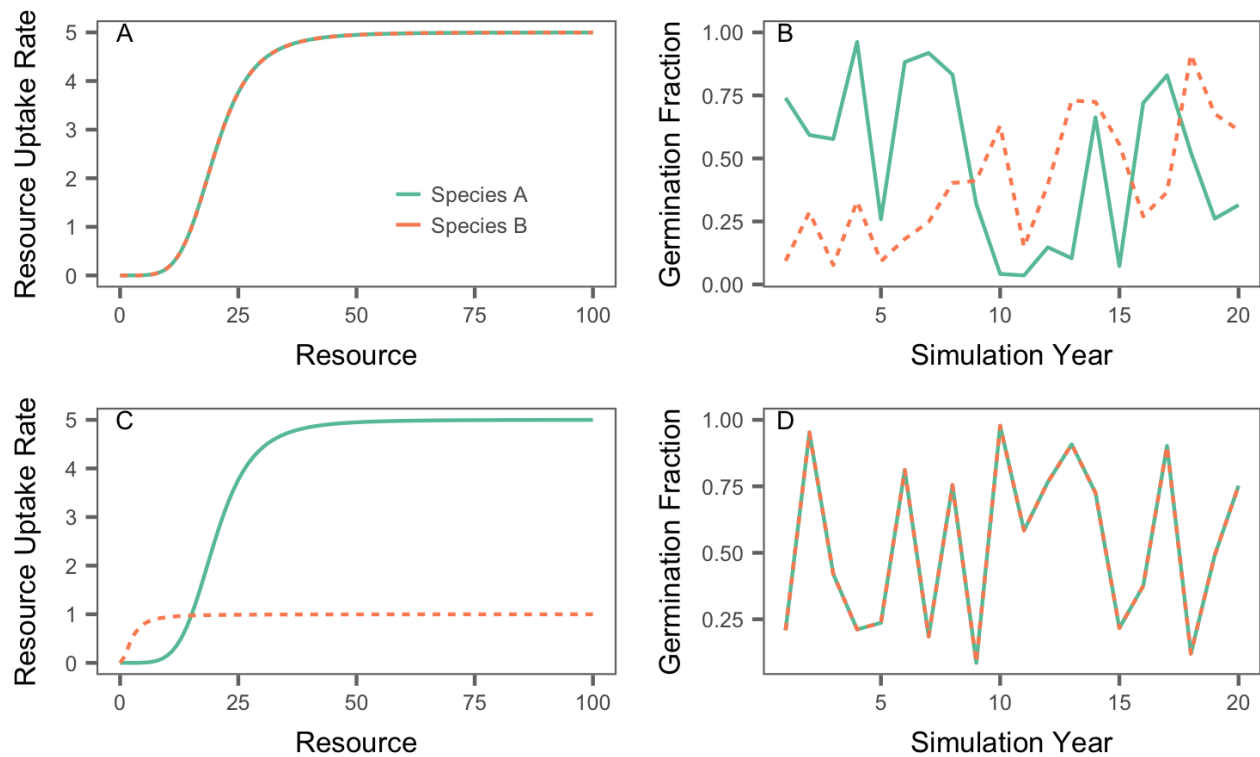 A
Resource Uptake Rate
5
4
3
2
1
0
Species A
Species B
0 25 50 75 100
Resource
B
Germination Fraction
1.00
0.75
0.50
0.25
0.00
5 10 15 20
Simulation Year
C
Resource Uptake Rate
5
4
3
2
1
0
0 25 50 75 100
Resource
D
Germination Fraction
1.00
0.75
0.50
0.25
5 10 15 20
Simulation Year